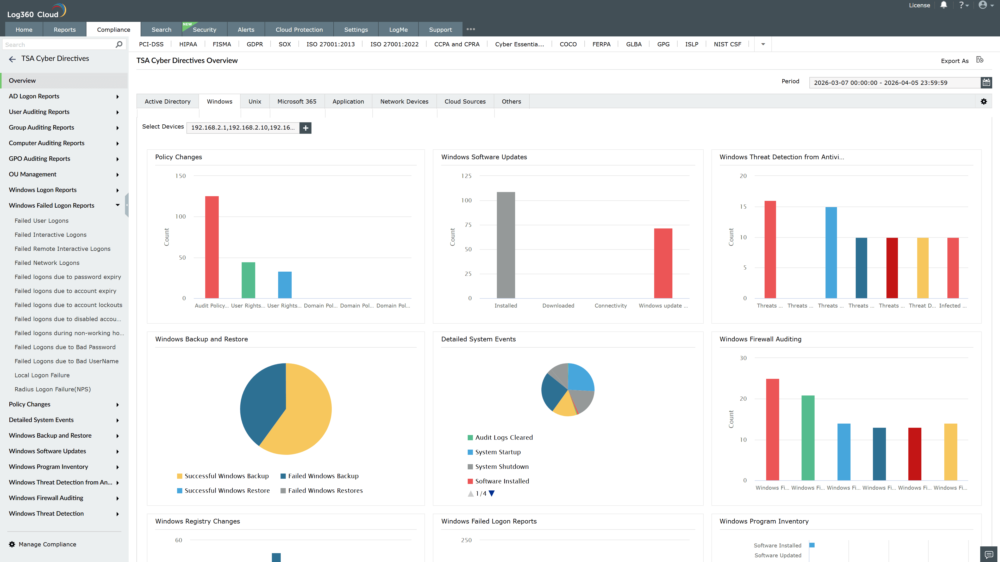 Log360 Cloud
License
?
Home
Reports
Compliance
Search
NEW
Security
Alerts
Cloud Protection
Settings
LogMe
Support
Search
PCI-DSS
HIPAA
FISMA
GDPR
SOX
ISO 27001:2013
ISO 27001:2022
CCPA and CPRA
Cyber Essentia...
COCO
FERPA
GLBA
GPG
ISLP
NIST CSF
TSA Cyber Directives
Overview
AD Logon Reports
User Auditing Reports
Group Auditing Reports
Computer Auditing Reports
GPO Auditing Reports
OU Management
Windows Logon Reports
Windows Failed Logon Reports
Failed User Logons
Failed Interactive Logons
Failed Remote Interactive Logons
Failed Network Logons
Failed logons due to password expiry
Failed logons due to account expiry
Failed logons due to account lockouts
Failed logons due to disabled accou...
Failed logons during non-working ho...
Failed Logons due to Bad Password
Failed Logons due to Bad UserName
Local Logon Failure
Radius Logon Failure(NPS)
Policy Changes
Detailed System Events
Windows Backup and Restore
Windows Software Updates
Windows Program Inventory
Windows Threat Detection from An...
Windows Firewall Auditing
Windows Threat Detection
Manage Compliance
TSA Cyber Directives Overview
Export As
Period
2026-03-07 00:00:00 - 2026-04-05 23:59:59
Active Directory
Windows
Unix
Microsoft 365
Application
Network Devices
Cloud Sources
Others
Select Devices
192.168.2.1,192.168.2.10,192.16...
Policy Changes
150
100
50
0
Count
Audit Policy...
User Rights...
User Rights...
Domain Pol...
Domain Pol...
Domain Pol...
Windows Software Updates
125
100
75
50
25
0
Count
Installed
Downloaded
Connectivity
Windows update ...
Windows Threat Detection from Antivi...
20
15
10
5
0
Count
Threats ...
Threats ...
Threats ...
Threats ...
Threats ...
Threat D...
Infected ...
Windows Backup and Restore
Successful Windows Backup
Failed Windows Backup
Successful Windows Restore
Failed Windows Restores
Detailed System Events
Audit Logs Cleared
System Startup
System Shutdown
Software Installed
1/4
Windows Firewall Auditing
30
20
10
0
Count
Windows Fi...
Windows Fi...
Windows Fi...
Windows Fi...
Windows Fi...
Windows Fi...
Windows Registry Changes
60
Windows Failed Logon Reports
250
Windows Program Inventory
Software Installed
Software Updated